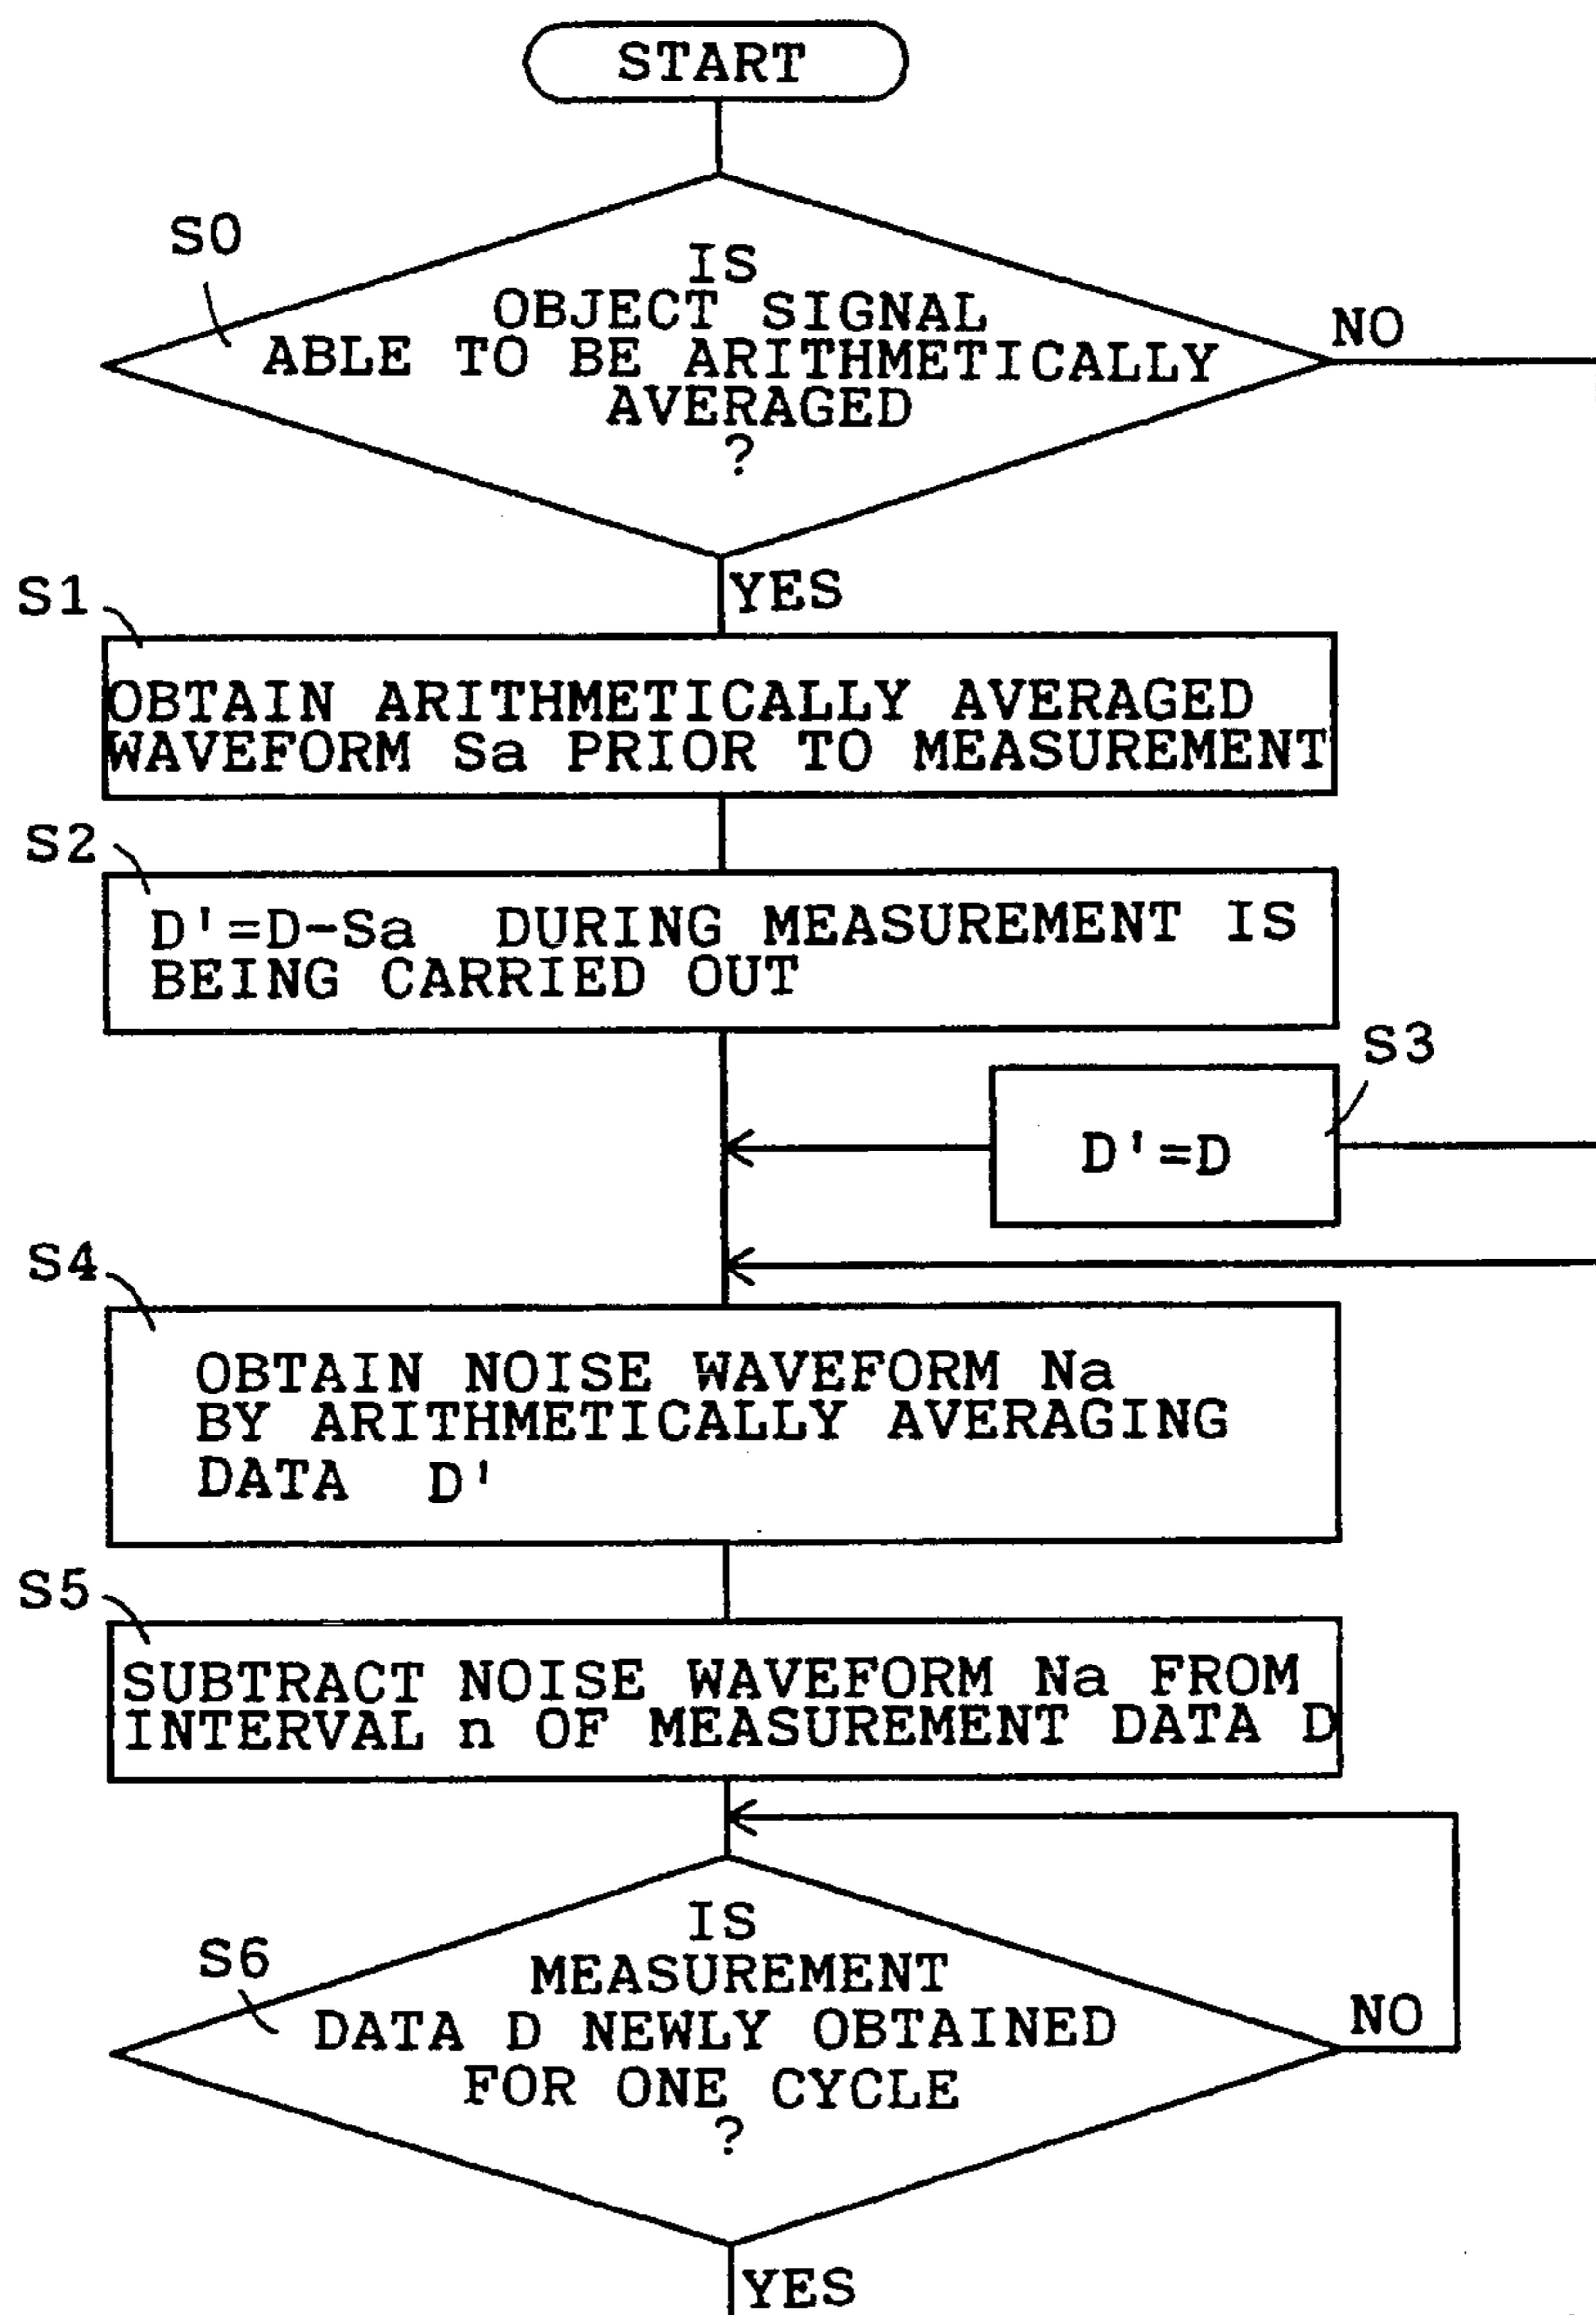 START
S0
IS
OBJECT SIGNAL
ABLE TO BE ARITHMETICALLY
AVERAGED
?
NO
YES
S1
OBTAIN ARITHMETICALLY AVERAGED
WAVEFORM Sa PRIOR TO MEASUREMENT
S2
D'=D-Sa DURING MEASUREMENT IS
BEING CARRIED OUT
S3
D'=D
S4
OBTAIN NOISE WAVEFORM Na
BY ARITHMETICALLY AVERAGING
DATA D'
S5
SUBTRACT NOISE WAVEFORM Na FROM
INTERVAL n OF MEASUREMENT DATA D
S6
IS
MEASUREMENT
DATA D NEWLY OBTAINED
FOR ONE CYCLE
?
NO
YES